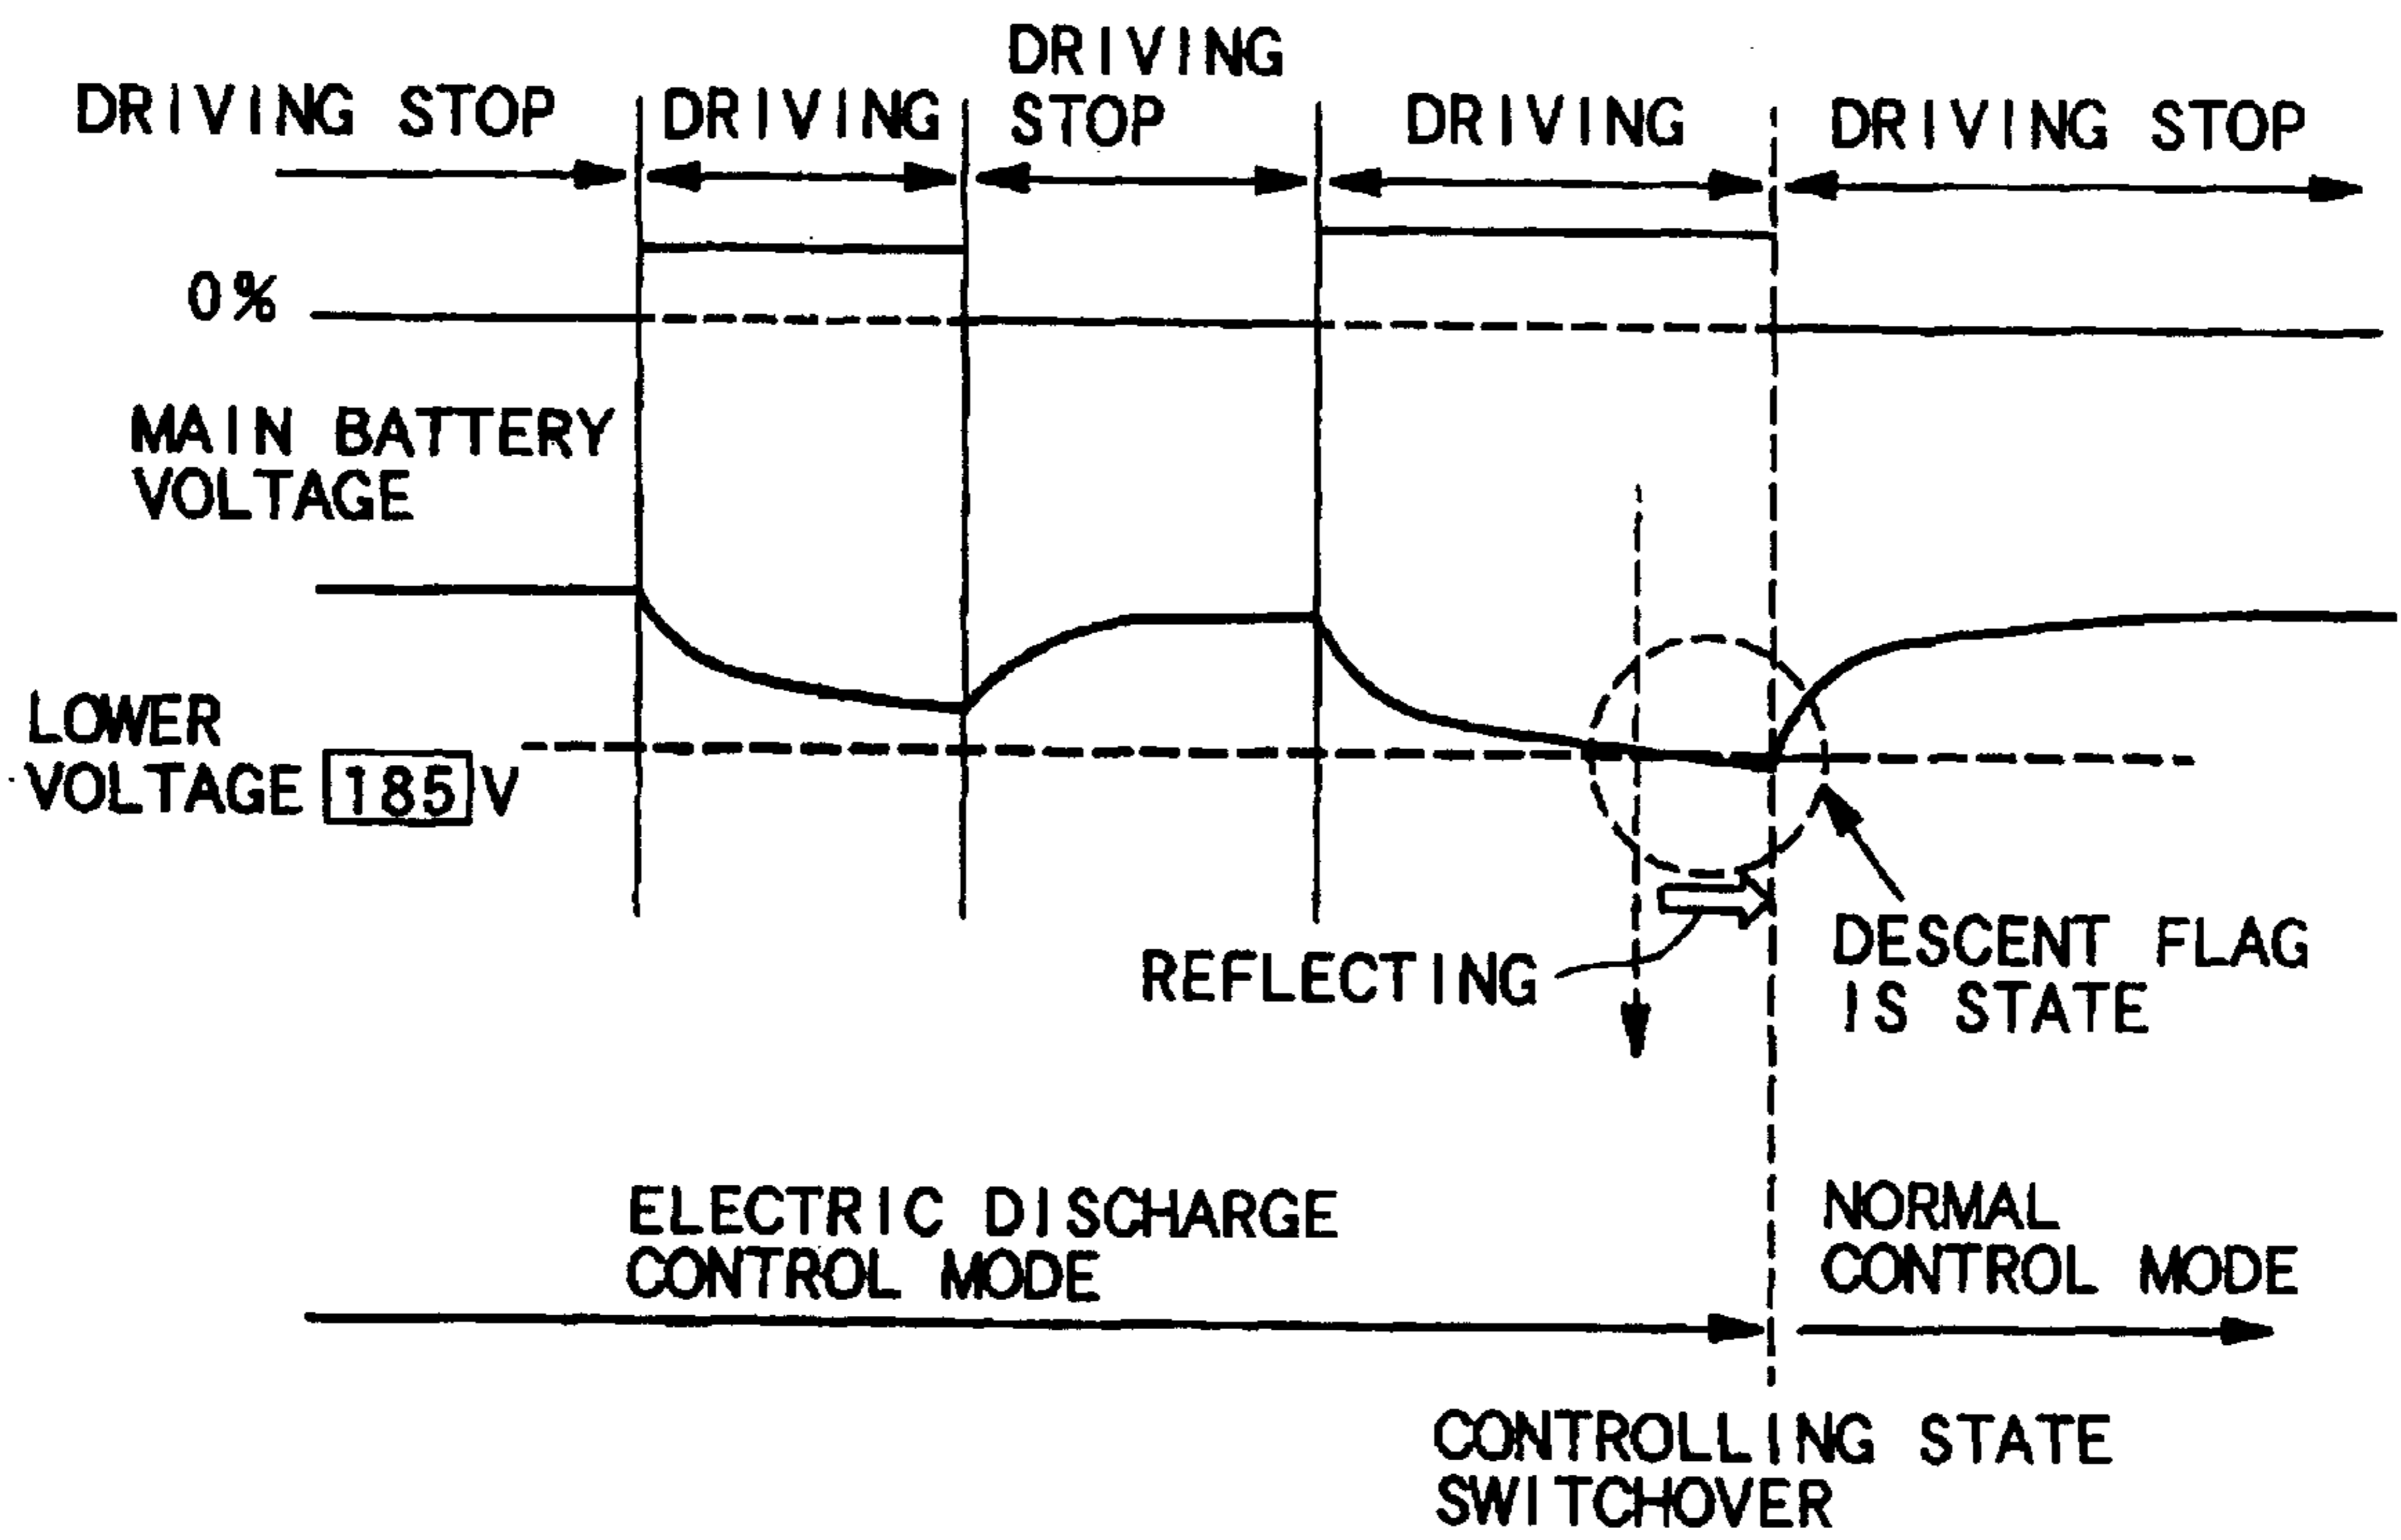 DRIVING STOP
DRIVING
DRIVING
STOP
DRIVING
DRIVING STOP
0%
MAIN BATTERY
VOLTAGE
LOWER
VOLTAGE 185 V
REFLECTING
DESCENT FLAG
IS STATE
ELECTRIC DISCHARGE
CONTROL MODE
NORMAL
CONTROL MODE
CONTROLLING STATE
SWITCHOVER